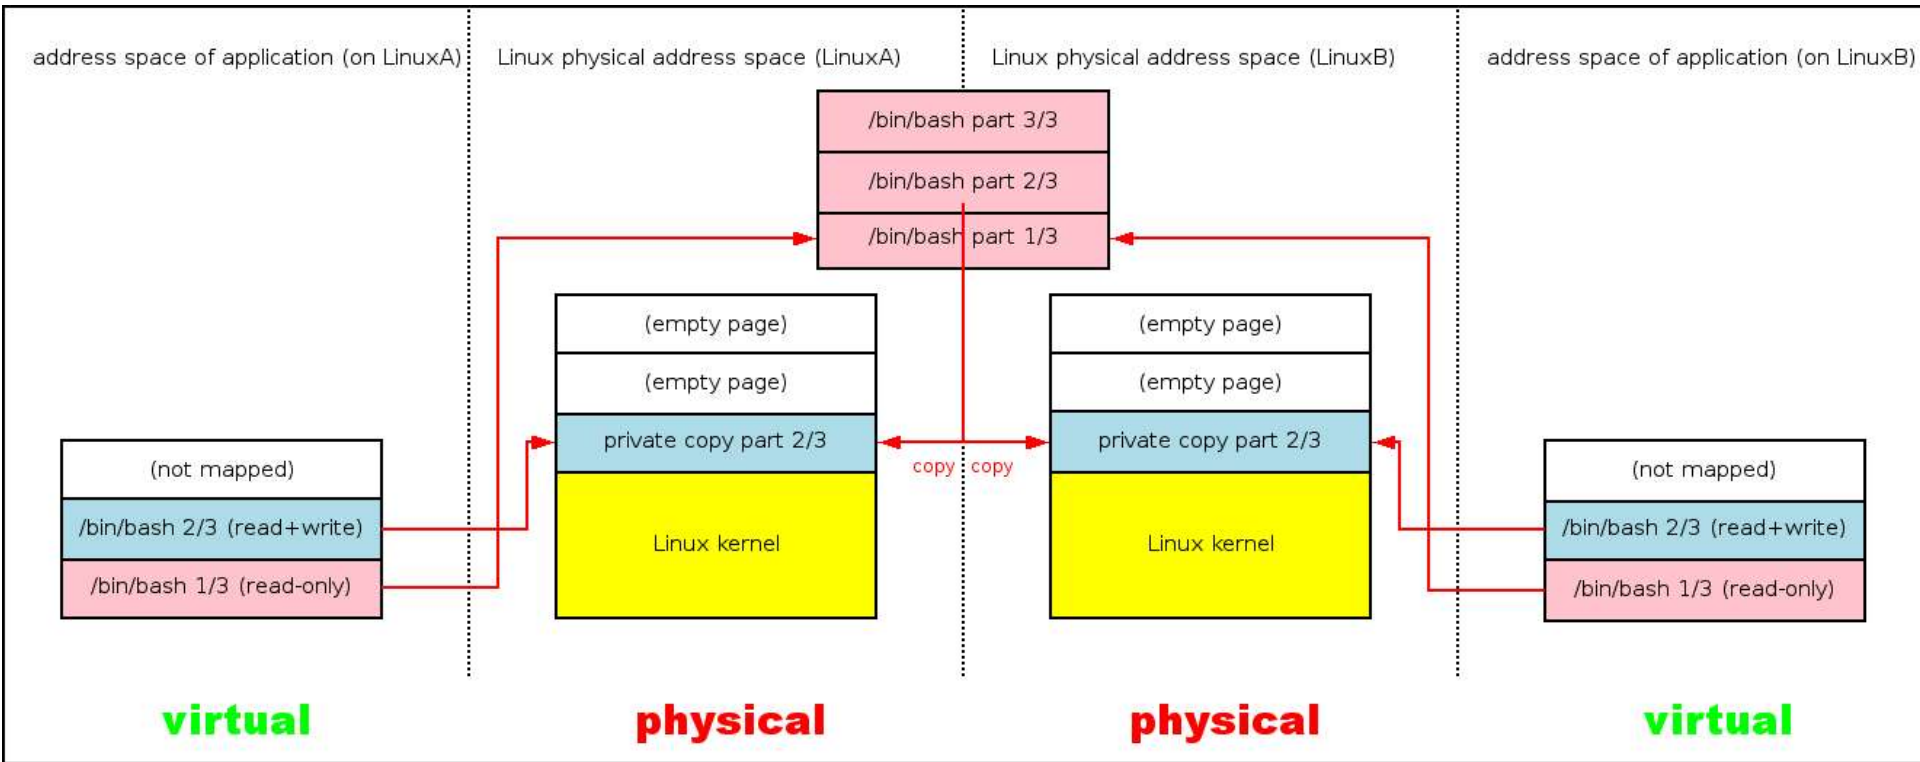 address space of application (on LinuxA)
Linux physical address space (LinuxA)
Linux physical address space (LinuxB)
address space of application (on LinuxB)
/bin/bash part 3/3
/bin/bash part 2/3
/bin/bash part 1/3
(empty page)
(empty page)
private copy part 2/3
Linux kernel
(empty page)
(empty page)
private copy part 2/3
Linux kernel
copy
copy
(not mapped)
/bin/bash 2/3 (read+write)
/bin/bash 1/3 (read-only)
(not mapped)
/bin/bash 2/3 (read+write)
/bin/bash 1/3 (read-only)
virtual
physical
physical
virtual